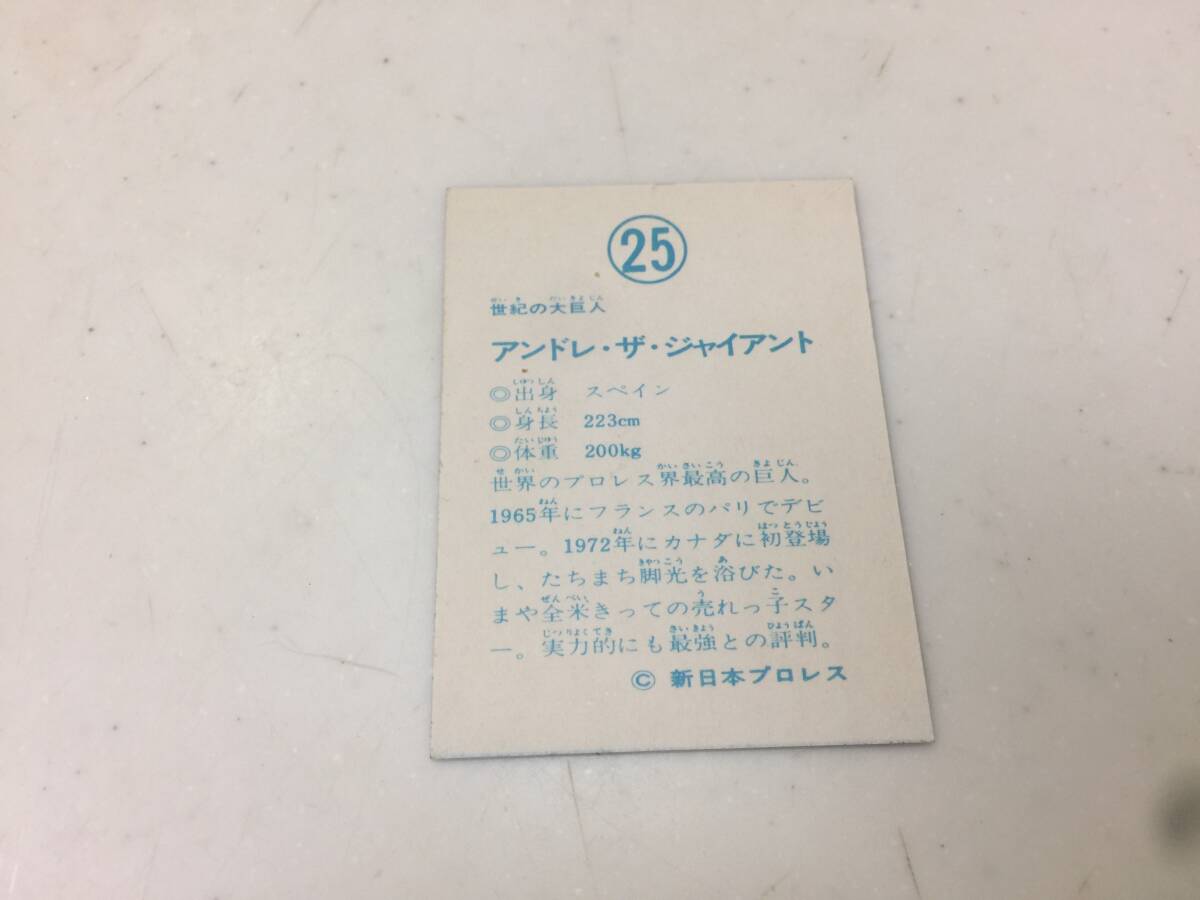 25
世紀の大巨人
アンドレ・ザ・ジャイアント
◎出身 スペイン
◎身長 223cm
◎体重 200kg
世界のプロレス界最高の巨人。
1965年にフランスのパリでデビ
ュー。1972年にカナダに初登場
し、たちまち脚光を浴びた。い
まや全米きっての売れっ子スタ
ー。実力的にも最強との評判。
© 新日本プロレス